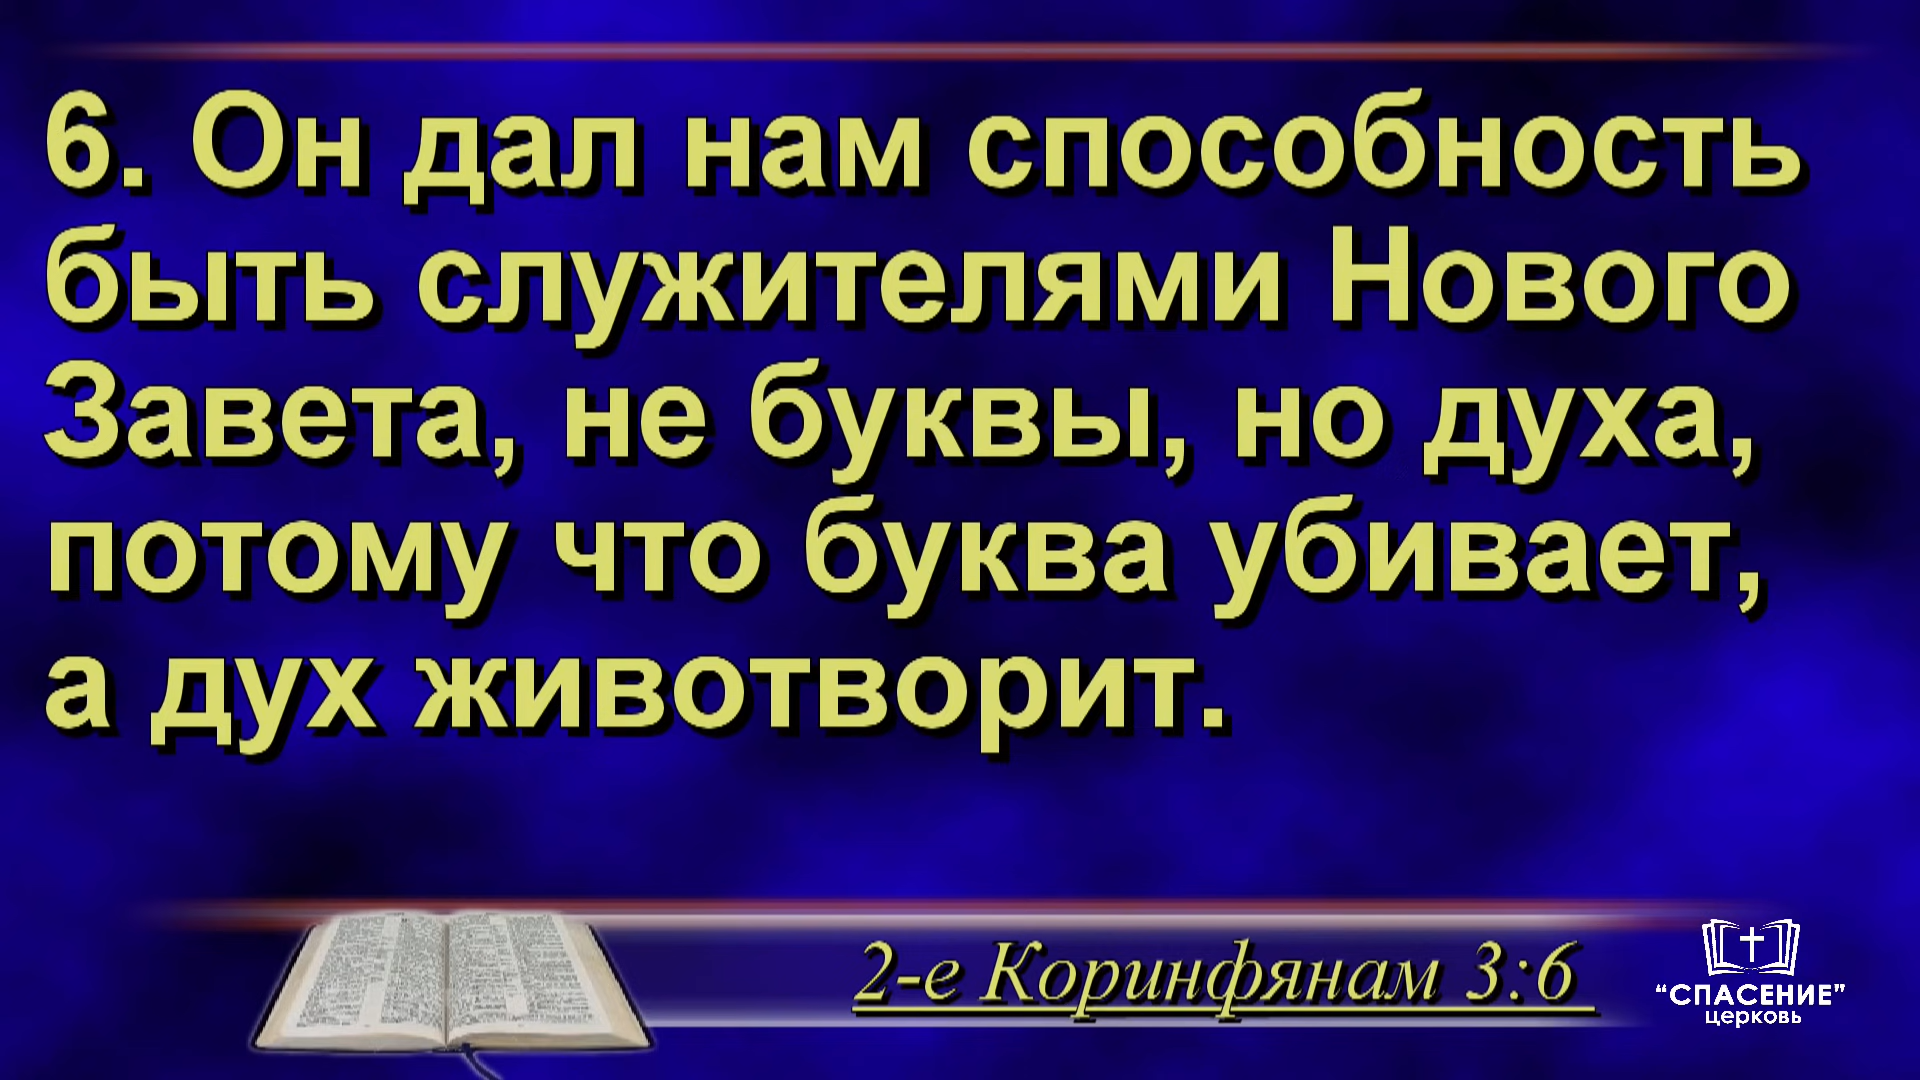 6. Он дал нам способность
быть служителями Нового
Завета, не буквы, но духа,
потому что буква убивает,
а дух животворит.
2-е Коринфянам 3:6
“СПАСЕНИЕ”
церковь